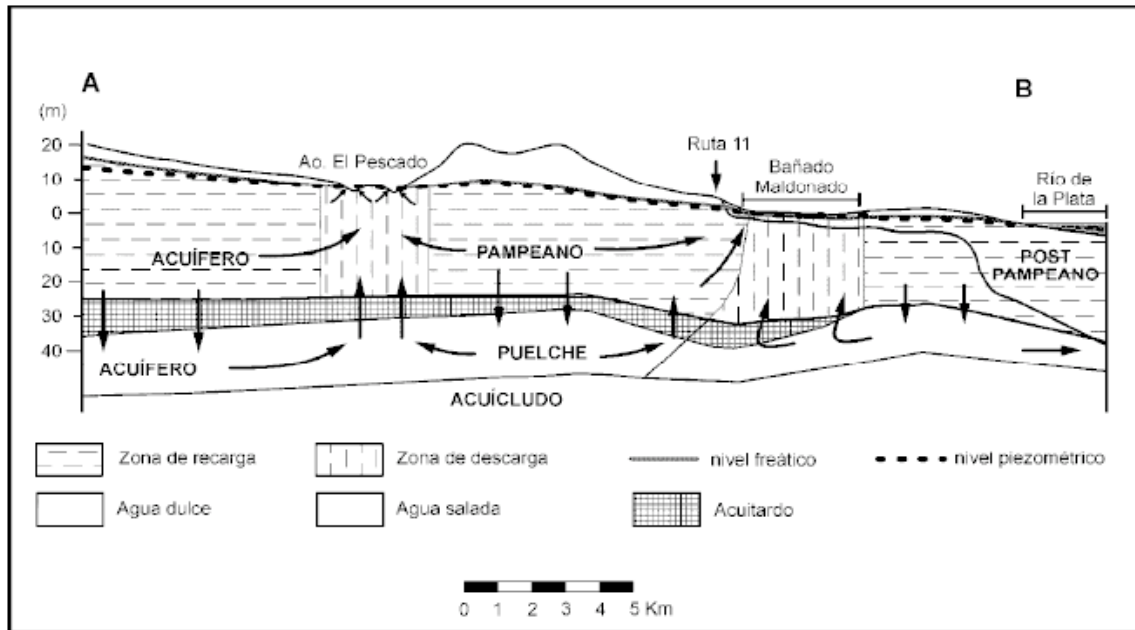 A
B
(m)
20
10
0
10
20
30
40
Ao. El Pescado
Ruta 11
Bañado
Maldonado
Río de
la Plata
ACUÍFERO
PAMPEANO
POST
PAMPEANO
ACUÍFERO
PUELCHE
ACUÍCLUDO
Zona de recarga
Zona de descarga
nivel freático
nivel piezométrico
Agua dulce
Agua salada
Acuitardo
0 1 2 3 4 5 Km